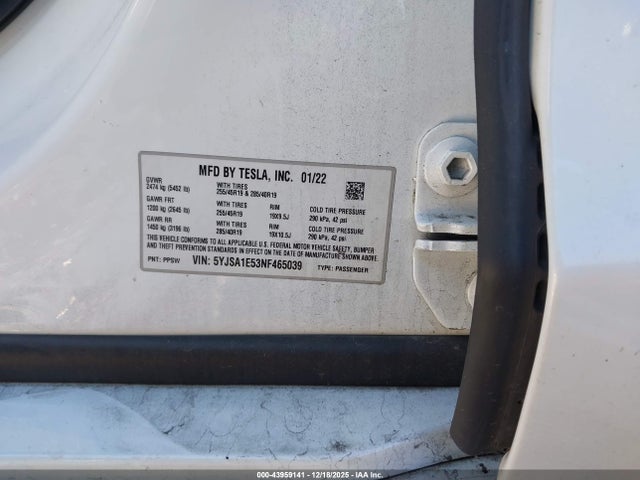 MFD BY TESLA, INC. 01/22
GVWR
2474 kg (5452 lb)
WITH TIRES
255/45R19 & 285/40R19
GAWR FRT
1200 kg (2645 lb)
WITH TIRES
255/45R19
RIM
19X9.5J
COLD TIRE PRESSURE
290 kPa, 42 psi
GAWR RR
1450 kg (3196 lb)
WITH TIRES
285/40R19
RIM
19X10.5J
COLD TIRE PRESSURE
290 kPa, 42 psi
THIS VEHICLE CONFORMS TO ALL APPLICABLE U.S. FEDERAL MOTOR VEHICLE SAFETY, BUMPER
AND THEFT PREVENTION STANDARDS IN EFFECT ON THE DATE OF MANUFACTURE SHOWN ABOVE.
PNT: PPSW VIN: 5YJSA1E53NF465039 TYPE: PASSENGER
000-43959141 - 12/18/2025 - IAA Inc.